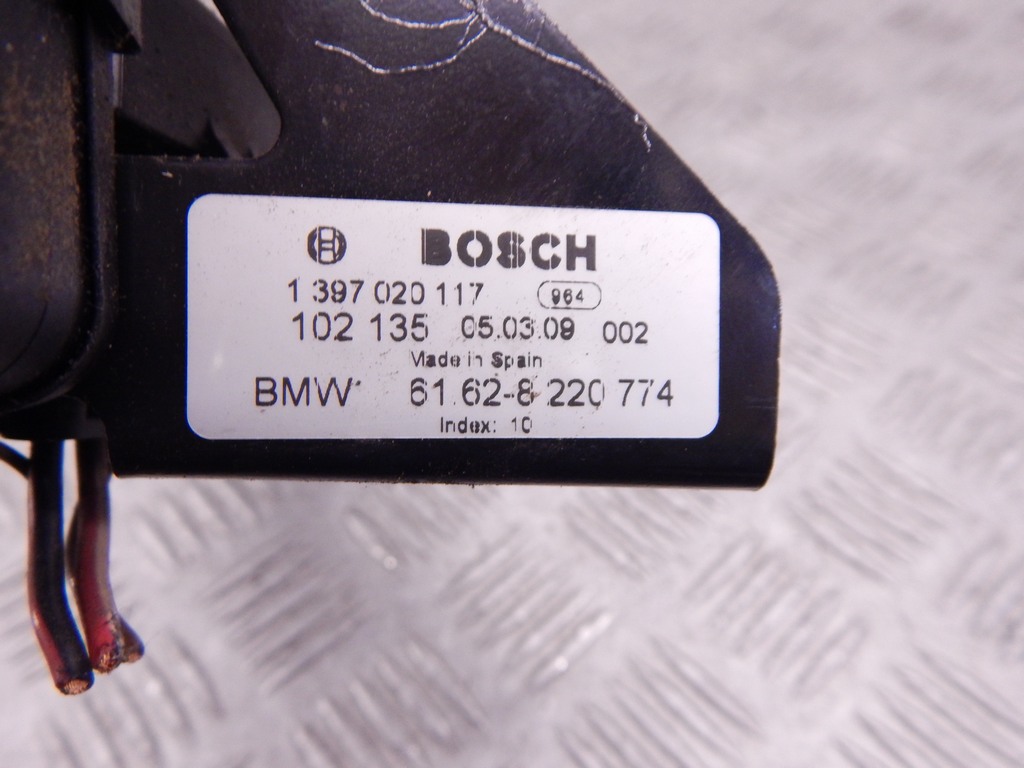 BOSCH
1 397 020 117 964
102 135 05.03.09 002
Made in Spain
BMW 61.62-8 220 774
Index: 10